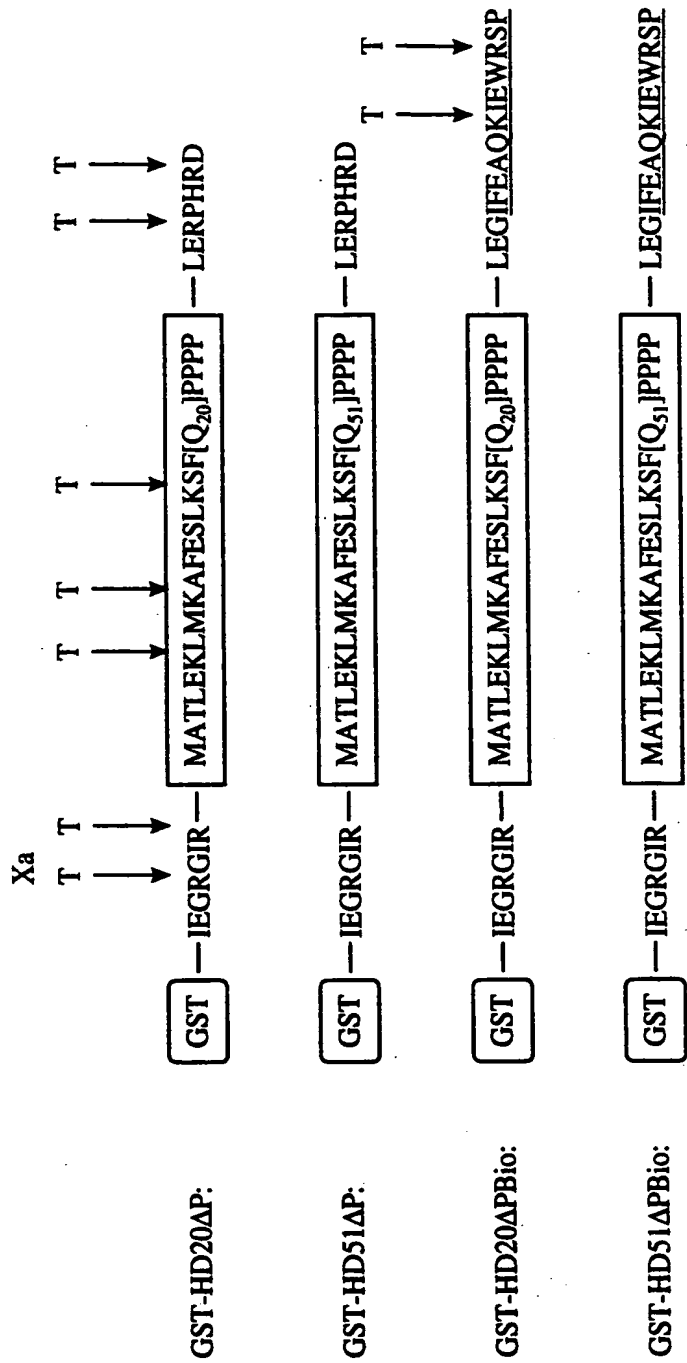 Xa
T T T T T T T
GST-HD20ΔP: GST — IEGRGIR — MATLEKLMKAFESLKSF[Q₂₀]PPPP — LERPHRD
GST-HD51ΔP: GST — IEGRGIR — MATLEKLMKAFESLKSF[Q₅₁]PPPP — LERPHRD
T T
GST-HD20ΔPBio: GST — IEGRGIR — MATLEKLMKAFESLKSF[Q₂₀]PPPP — LEGIFEAQKIEWRSP
GST-HD51ΔPBio: GST — IEGRGIR — MATLEKLMKAFESLKSF[Q₅₁]PPPP — LEGIFEAQKIEWRSP